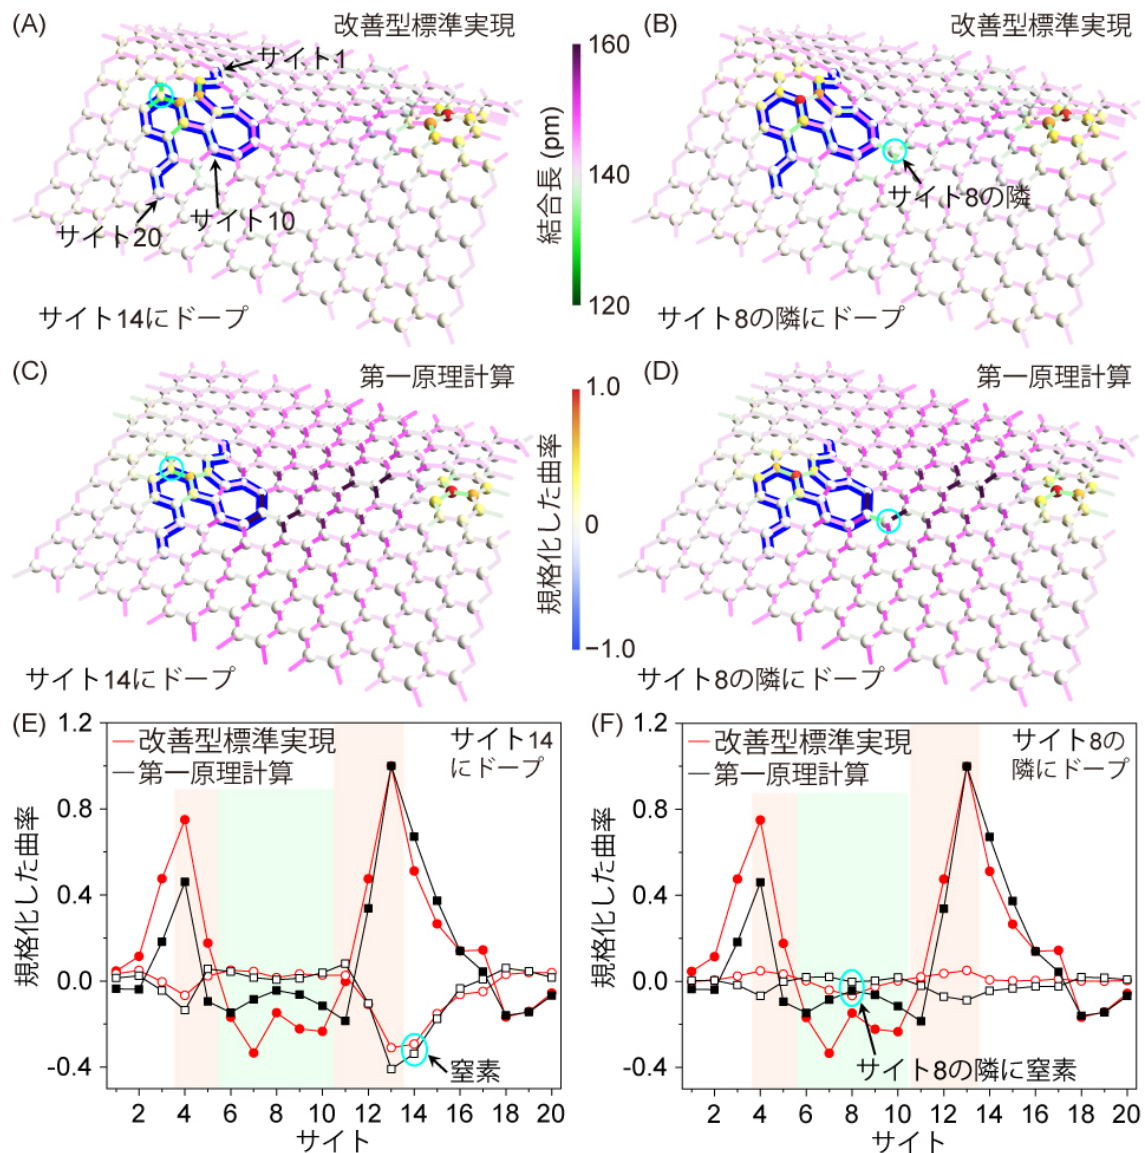 (A)
改善型標準実現
サイト1
サイト10
サイト20
サイト14にドープ
160
140
120
結合長 (pm)
(B)
改善型標準実現
サイト8の隣
サイト8の隣にドープ
(C)
第一原理計算
サイト14にドープ
1.0
0
−1.0
規格化した曲率
(D)
第一原理計算
サイト8の隣にドープ
(E)
1.2
0.8
0.4
0.0
-0.4
規格化した曲率
改善型標準実現
第一原理計算
サイト14
にドープ
窒素
2 4 6 8 10 12 14 16 18 20
サイト
(F)
1.2
0.8
0.4
0.0
-0.4
規格化した曲率
改善型標準実現
第一原理計算
サイト8の
隣にドープ
サイト8の隣に窒素
2 4 6 8 10 12 14 16 18 20
サイト